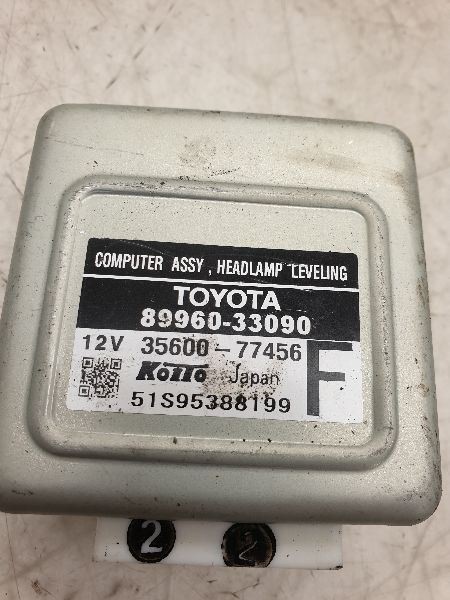 COMPUTER ASSY , HEADLAMP LEVELING
TOYOTA
89960-33090
12V 35600-77456
KOITO Japan F
51S95388199
2 2